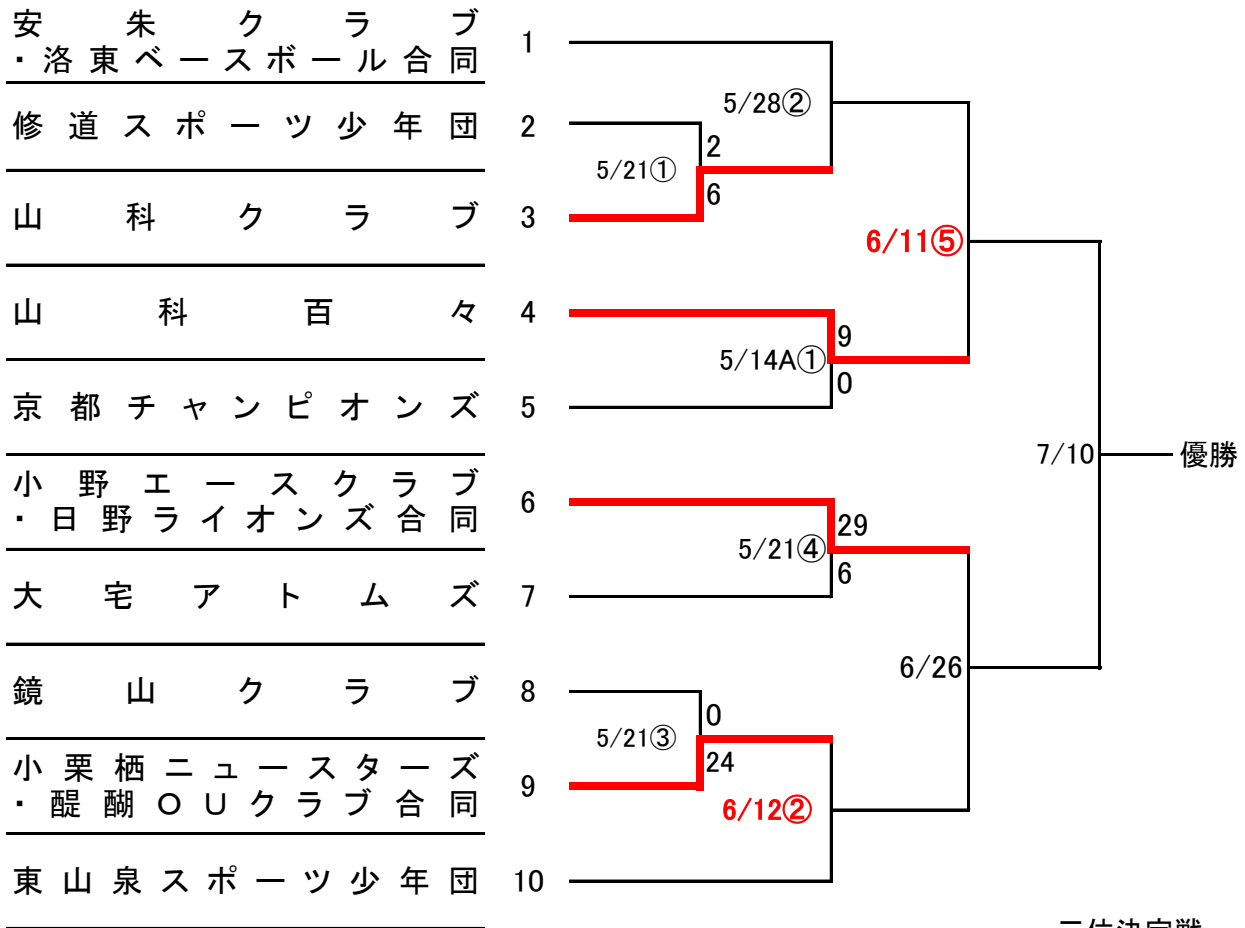 安朱クラブ
・洛東ベースボール合同
1
修道スポーツ少年団
2
山科クラブ
3
山科百々
4
京都チャンピオンズ
5
小野エースクラブ
・日野ライオンズ合同
6
大宅アトムズ
7
鏡山クラブ
8
小栗栖ニュースターズ
・醍醐ОUクラブ合同
9
東山泉スポーツ少年団
10
5/28②
5/21①
2
6
6/11⑤
5/14A①
9
0
7/10
優勝
5/21④
29
6
6/26
5/21③
0
24
6/12②